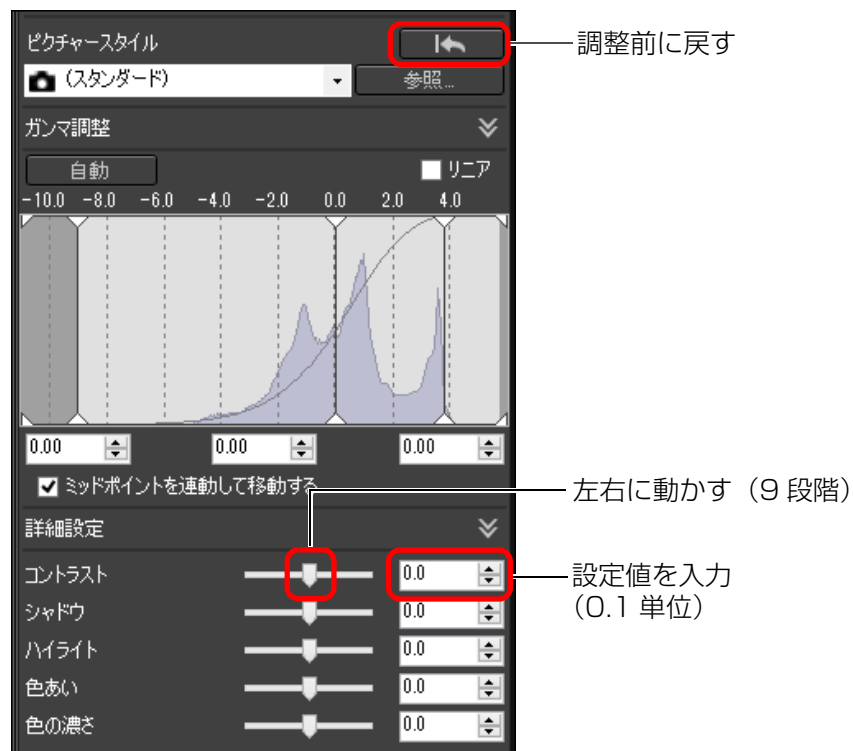 ピクチャースタイル
調整前に戻す
(スタンダード)
参照...
ガンマ調整
自動
リニア
-10.0 -8.0 -6.0 -4.0 -2.0 0.0 2.0 4.0
0.00 0.00 0.00
ミッドポイントを連動して移動する
左右に動かす（9 段階）
詳細設定
コントラスト 0.0
設定値を入力
（0.1 単位）
シャドウ 0.0
ハイライト 0.0
色あい 0.0
色の濃さ 0.0